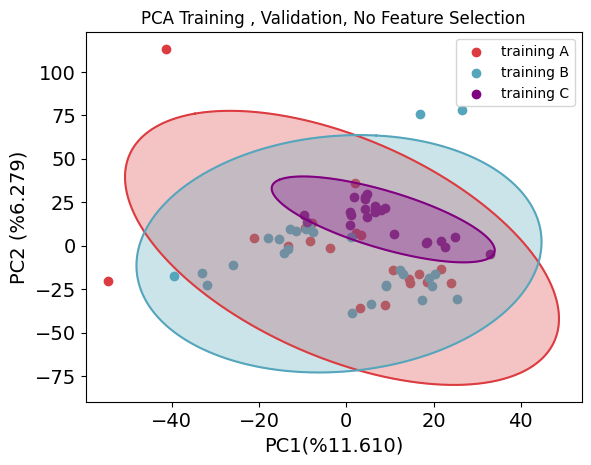 PCA Training , Validation, No Feature Selection
training A
training B
training C
PC2 (%6.279)
100
75
50
25
0
−25
−50
−75
−40
−20
0
20
40
PC1(%11.610)